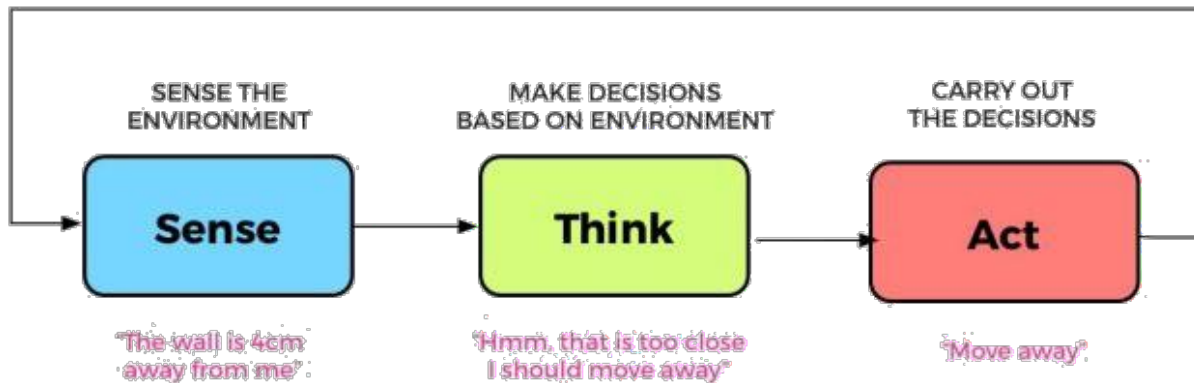 SENSE THE
ENVIRONMENT
Sense
"The wall is 4cm
away from me"
MAKE DECISIONS
BASED ON ENVIRONMENT
Think
"Hmm, that is too close
I should move away"
CARRY OUT
THE DECISIONS
Act
"Move away"